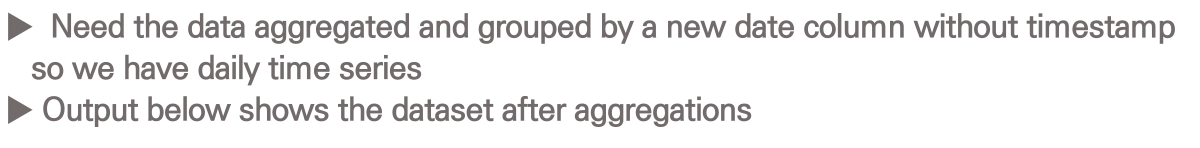 ▶ Need the data aggregated and grouped by a new date column without timestamp
so we have daily time series
▶ Output below shows the dataset after aggregations